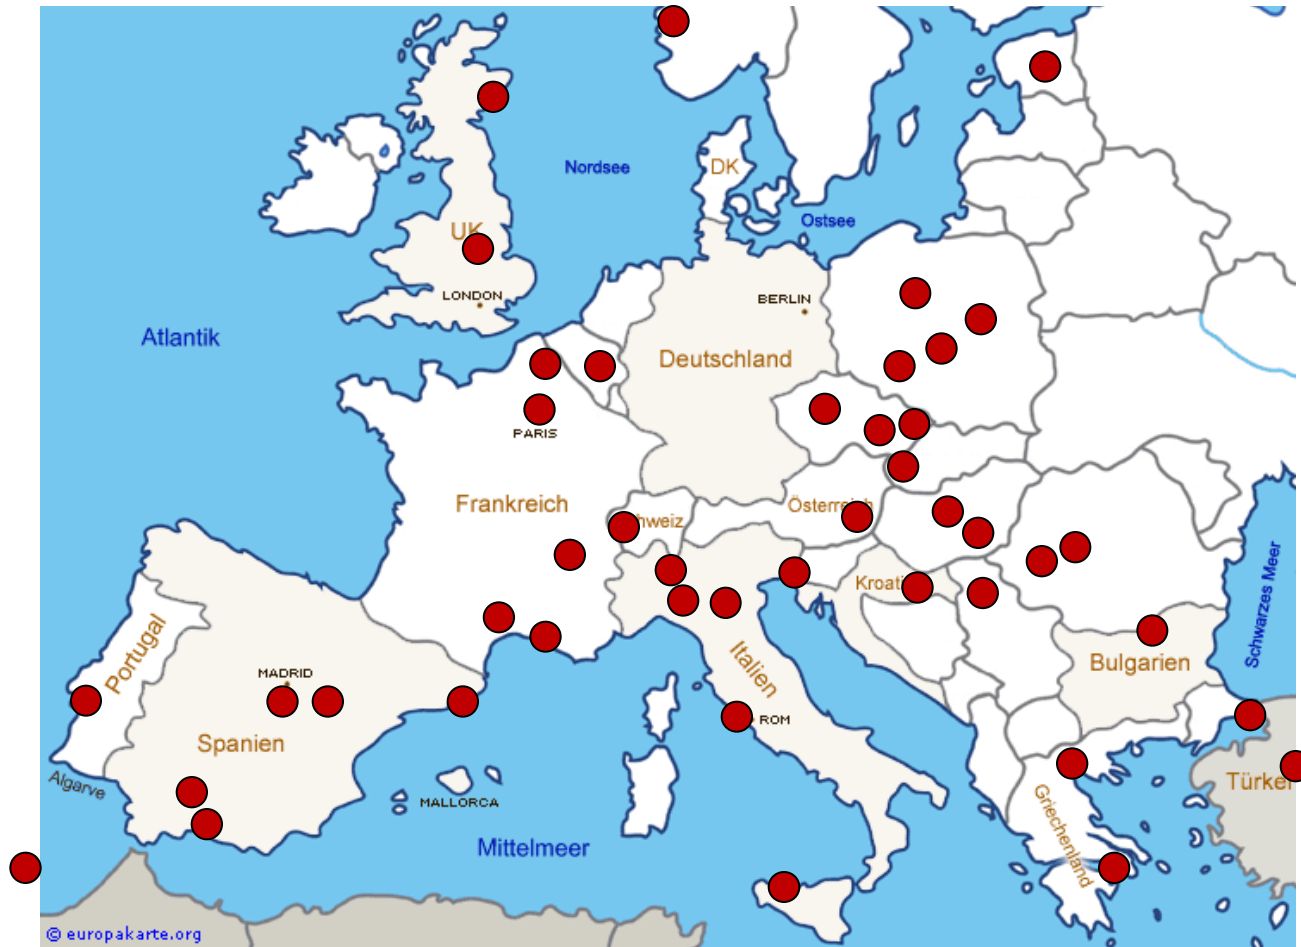 Nordsee
DK
Ostsee
UK
LONDON
BERLIN
Atlantik
Deutschland
PARIS
Frankreich
Österreich
hweiz
Kroati
Schwarzes Meer
Portugal
Italien
Bulgarien
MADRID
ROM
Spanien
Algarve
Türkei
MALLORCA
Griechenland
Mittelmeer
© europakarte.org